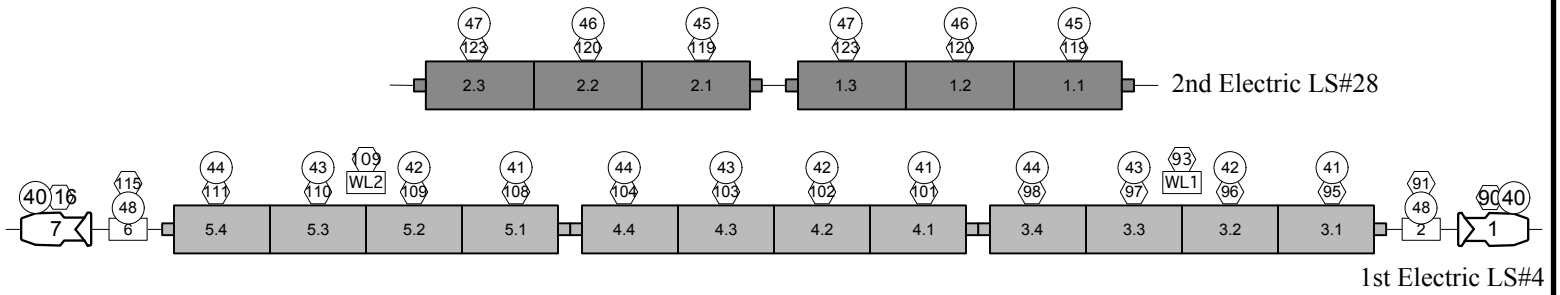 47 46 45 47 46 45
123 120 119 123 120 119
2.3 2.2 2.1 1.3 1.2 1.1 2nd Electric LS#28
44 43 109 42 41 44 43 42 41 44 43 93 42 41
115 111 110 WL2 109 108 104 103 102 101 98 97 WL1 96 95 91
40 16 48 48 90 40
7 6 5.4 5.3 5.2 5.1 4.4 4.3 4.2 4.1 3.4 3.3 3.2 3.1 2 1
1st Electric LS#4